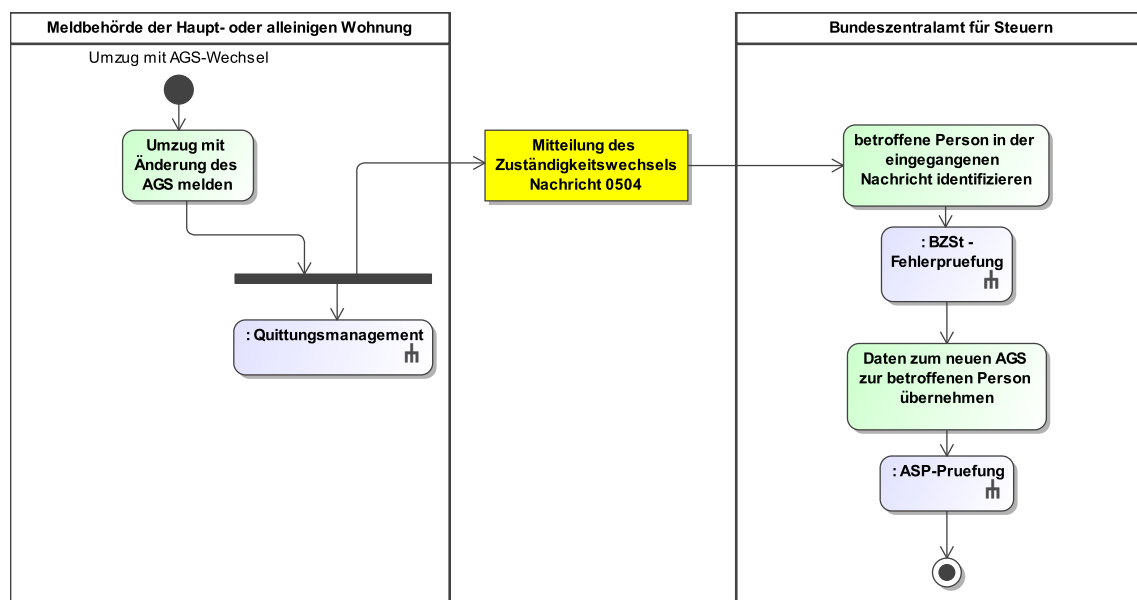 Meldbehörde der Haupt- oder alleinigen Wohnung
Umzug mit AGS-Wechsel
Umzug mit
Änderung des
AGS melden
: Quittungsmanagement
Mitteilung des
Zuständigkeitswechsels
Nachricht 0504
Bundeszentralamt für Steuern
betroffene Person in der
eingegangenen
Nachricht identifizieren
: BZSt -
Fehlerpruefung
Daten zum neuen AGS
zur betroffenen Person
übernehmen
: ASP-Pruefung